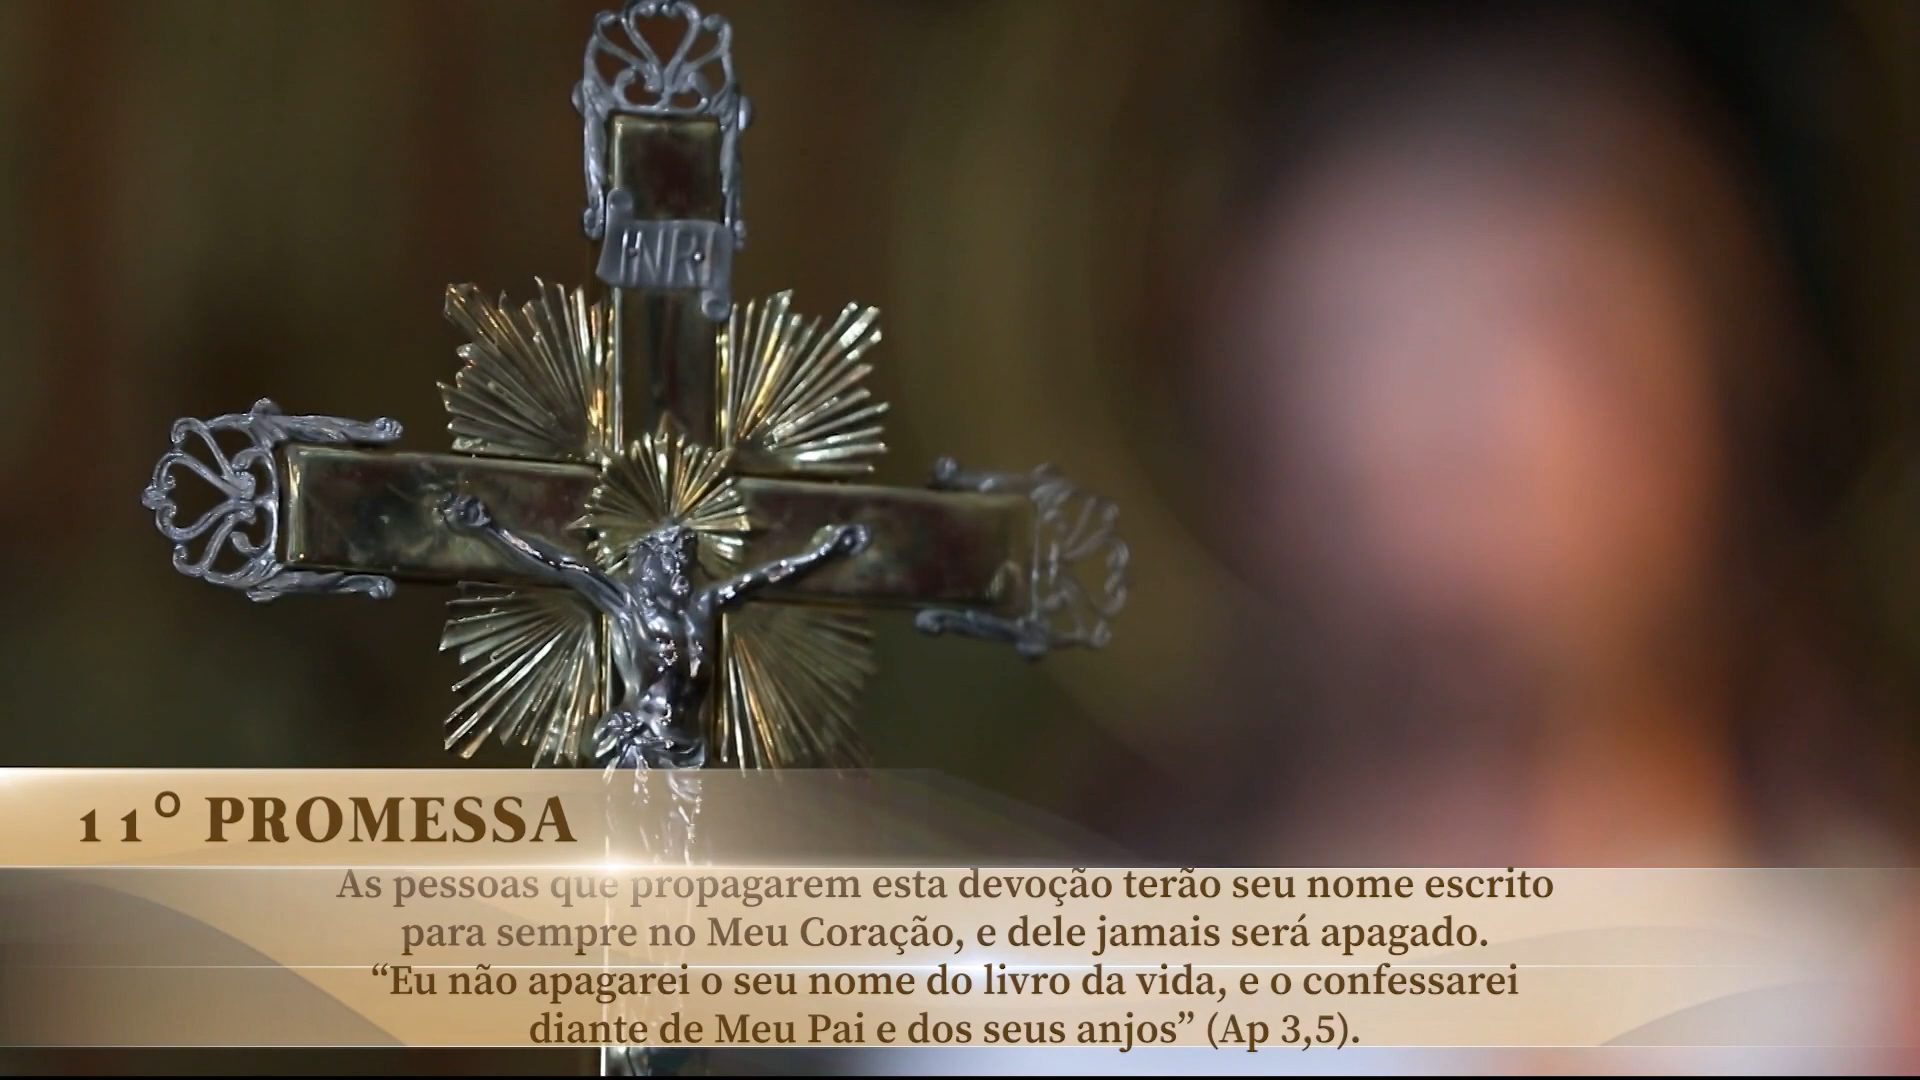 INRI
11° PROMESSA
As pessoas que propagarem esta devoção terão seu nome escrito
para sempre no Meu Coração, e dele jamais será apagado.
“Eu não apagarei o seu nome do livro da vida, e o confessarei
diante de Meu Pai e dos seus anjos” (Ap 3,5).